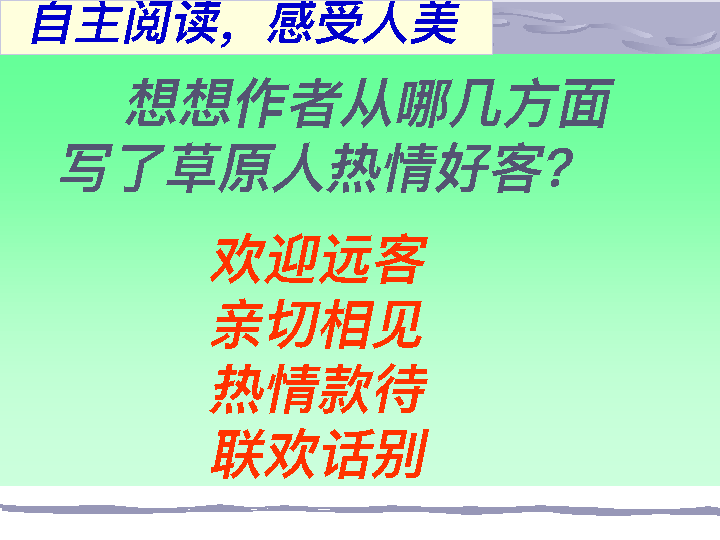 自主阅读，感受人美
想想作者从哪几方面
写了草原人热情好客?
欢迎远客
亲切相见
热情款待
联欢话别